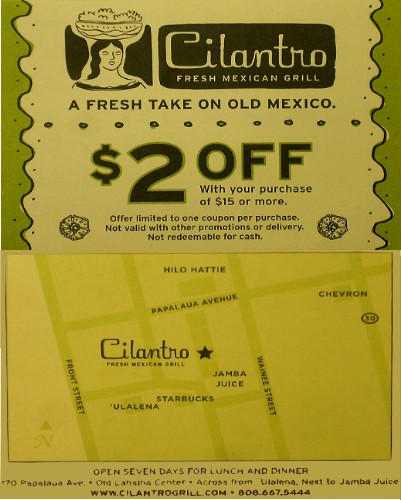 Cilantro
FRESH MEXICAN GRILL
A FRESH TAKE ON OLD MEXICO.
$2 OFF
With your purchase
of $15 or more.
Offer limited to one coupon per purchase.
Not valid with other promotions or delivery.
Not redeemable for cash.
HILO HATTIE
PAPALAUA AVENUE
CHEVRON
30
Cilantro
FRESH MEXICAN GRILL
JAMBA
JUICE
FRONT STREET
WAINEE STREET
STARBUCKS
'ULALENA
N
OPEN SEVEN DAYS FOR LUNCH AND DINNER
170 Papalaua Ave. • Old Lahaina Center • Across from 'Ulalena, Next to Jamba Juice
WWW.CILANTROGRILL.COM • 808.667.5444